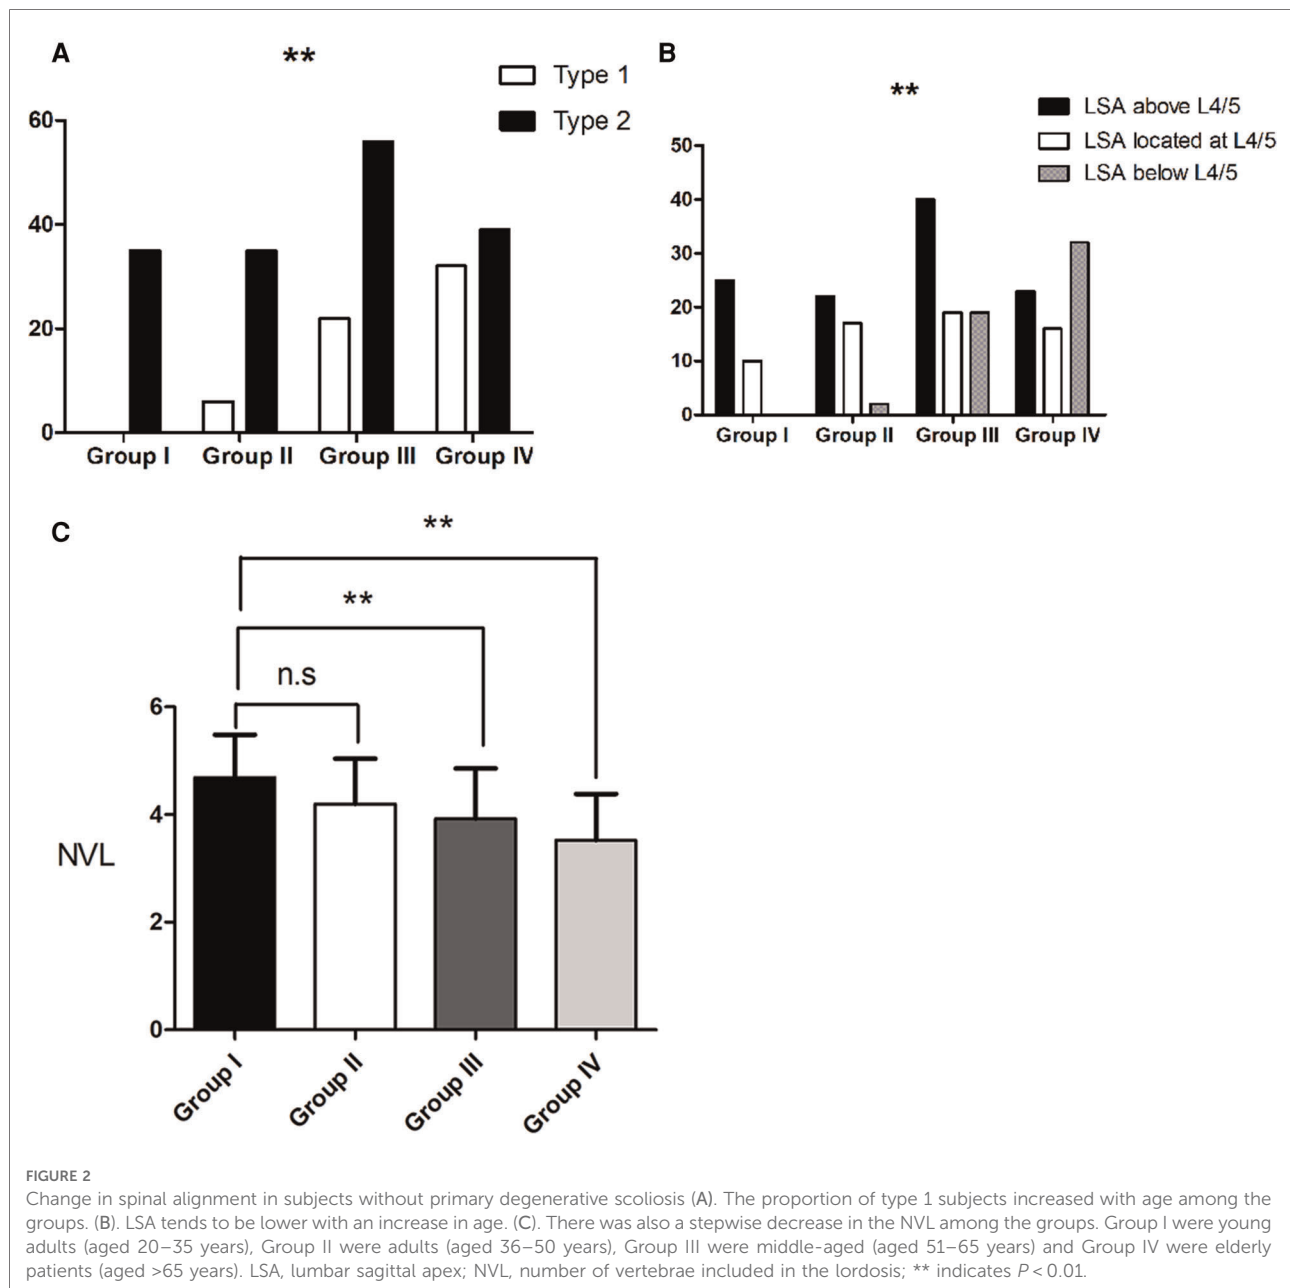 A
**
Type 1
Type 2
60
40
20
0
Group I Group II Group III Group IV
B
**
LSA above L4/5
LSA located at L4/5
LSA below L4/5
50
40
30
20
10
0
Group I Group II Group III Group IV
C
**
**
n.s
6
4
2
0
NVL
Group I
Group II
Group III
Group IV
FIGURE 2
Change in spinal alignment in subjects without primary degenerative scoliosis (A). The proportion of type 1 subjects increased with age among the
groups. (B). LSA tends to be lower with an increase in age. (C). There was also a stepwise decrease in the NVL among the groups. Group I were young
adults (aged 20–35 years), Group II were adults (aged 36–50 years), Group III were middle-aged (aged 51–65 years) and Group IV were elderly
patients (aged >65 years). LSA, lumbar sagittal apex; NVL, number of vertebrae included in the lordosis; ** indicates P < 0.01.